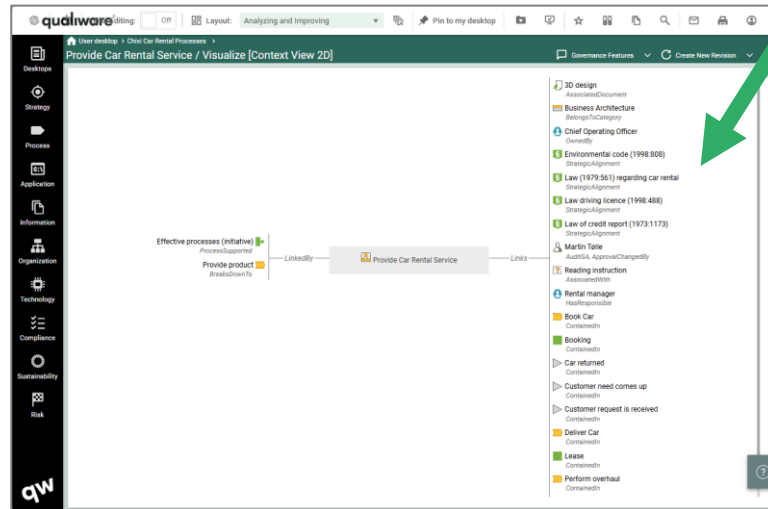 qualiware
diting: Off Layout: Analyzing and Improving Pin to my desktop
User desktop > Chixi Car Rental Processes >
Provide Car Rental Service / Visualize [Context View 2D] Governance Features Create New Revision
Desktops
Strategy
Process
Application
Information
Organization
Technology
Compliance
Sustainability
Risk
qw
Effective processes (initiative)
ProcessSupported
Provide product
BreaksDownTo
LinkedBy
Provide Car Rental Service
Links
3D design
AssociatedDocument
Business Architecture
BelongsToCategory
Chief Operating Officer
OwnedBy
Environmental code (1998:808)
StrategicAlignment
Law (1979:561) regarding car rental
StrategicAlignment
Law driving licence (1998:488)
StrategicAlignment
Law of credit report (1973:1173)
StrategicAlignment
Martin Tølle
AuditGA, ApprovalChangedBy
Reading instruction
AssociatedWith
Rental manager
HasResponsible
Book Car
ContainedIn
Booking
ContainedIn
Car returned
ContainedIn
Customer need comes up
ContainedIn
Customer request is received
ContainedIn
Deliver Car
ContainedIn
Lease
ContainedIn
Perform overhaul
ContainedIn